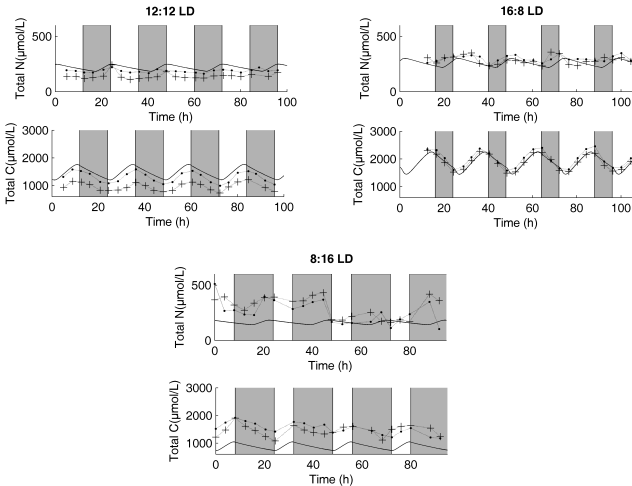 12:12 LD
16:8 LD
Total N(μmol/L)
500
0
0 20 40 60 80 100
Time (h)
Total N(μmol/L)
500
0
0 20 40 60 80 100
Time (h)
Total C(μmol/L)
3000
2000
1000
0 20 40 60 80 100
Time (h)
Total C(μmol/L)
3000
2000
1000
0 20 40 60 80 100
Time (h)
8:16 LD
Total N(μmol/L)
500
0
0 20 40 60 80
Time (h)
Total C(μmol/L)
3000
2000
1000
0 20 40 60 80
Time (h)